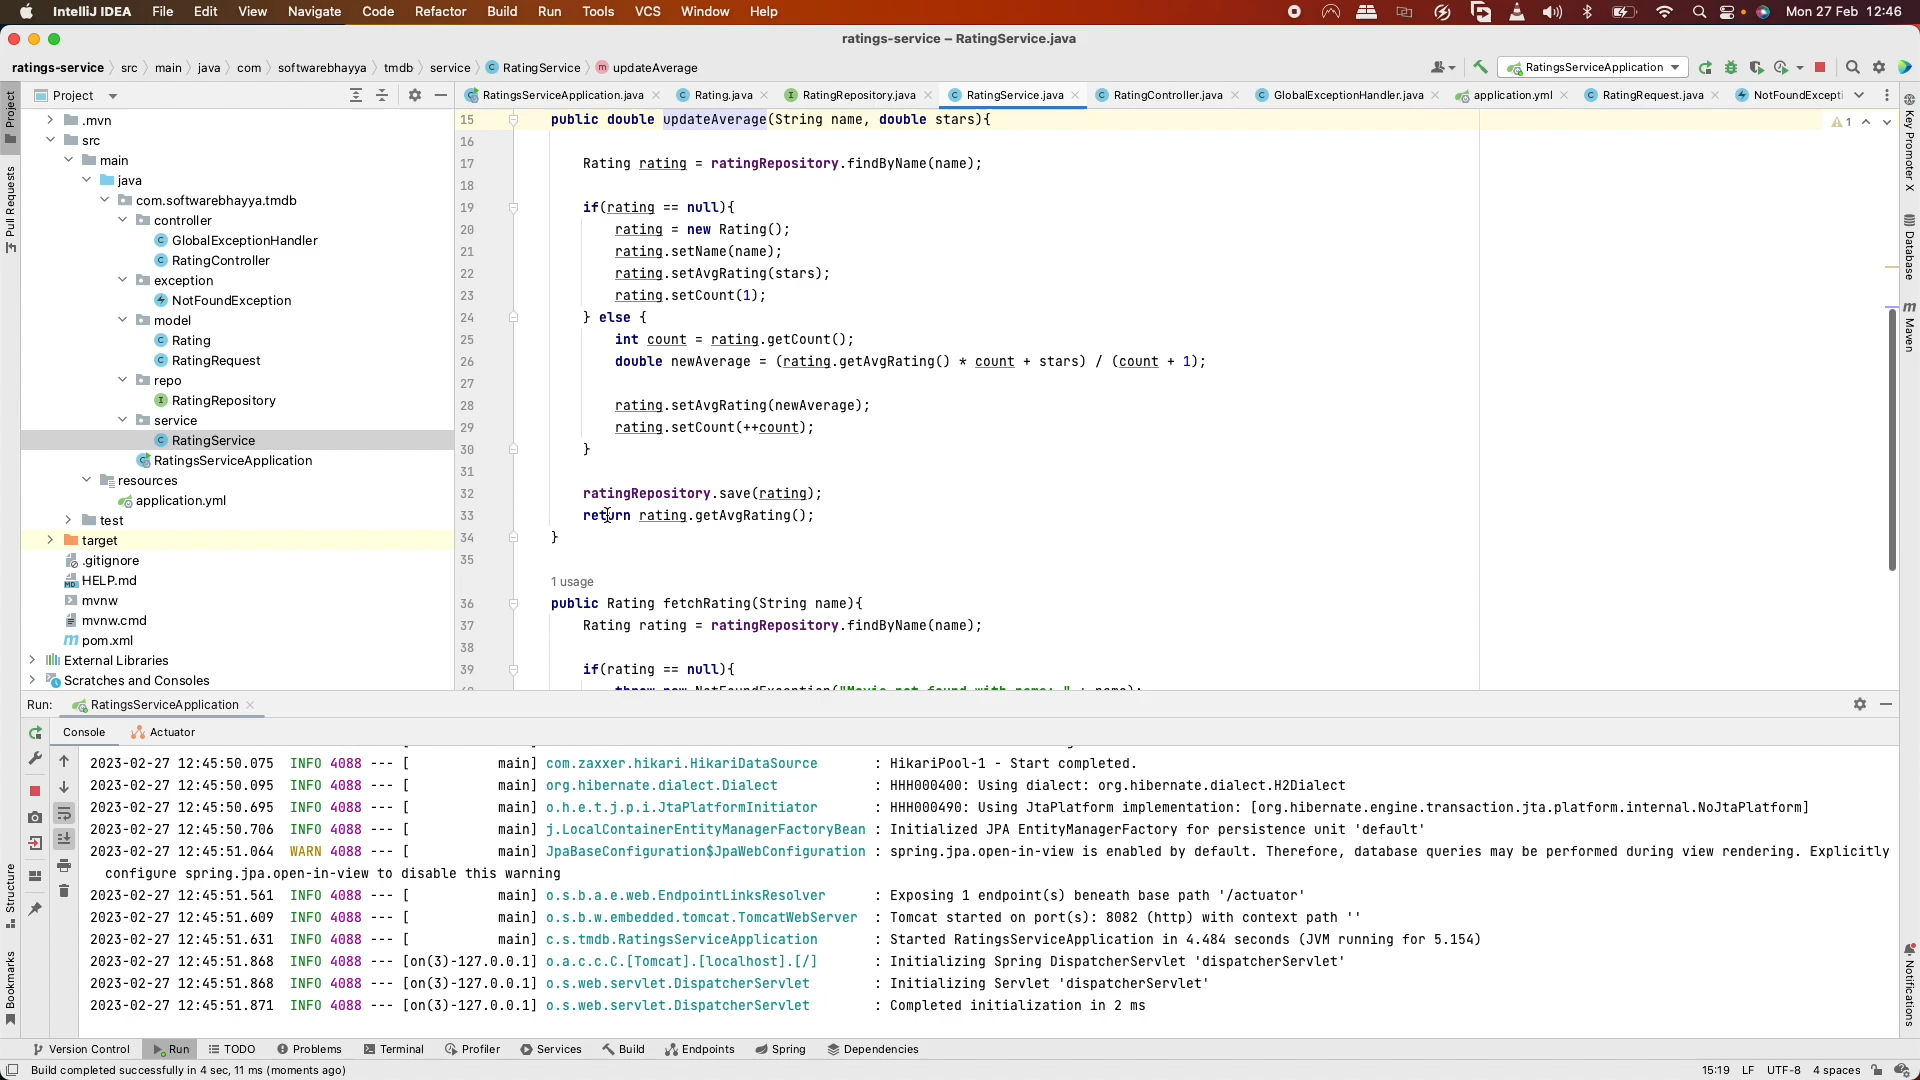 IntelliJ IDEA File Edit View Navigate Code Refactor Build Run Tools VCS Window Help Mon 27 Feb 12:46
ratings-service – RatingService.java
ratings-service src main java com softwarebhayya tmdb service RatingService updateAverage RatingsServiceApplication
Project RatingsServiceApplication.java Rating.java RatingRepository.java RatingService.java RatingController.java GlobalExceptionHandler.java application.yml RatingRequest.java NotFoundExcepti
Project
Pull Requests
.mvn
src
main
java
com.softwarebhayya.tmdb
controller
GlobalExceptionHandler
RatingController
exception
NotFoundException
model
Rating
RatingRequest
repo
RatingRepository
service
RatingService
RatingsServiceApplication
resources
application.yml
test
target
.gitignore
HELP.md
mvnw
mvnw.cmd
pom.xml
External Libraries
Scratches and Consoles
15 public double updateAverage(String name, double stars){
1
16
17 Rating rating = ratingRepository.findByName(name);
18
19 if(rating == null){
20 rating = new Rating();
21 rating.setName(name);
22 rating.setAvgRating(stars);
23 rating.setCount(1);
24 } else {
25 int count = rating.getCount();
26 double newAverage = (rating.getAvgRating() * count + stars) / (count + 1);
27
28 rating.setAvgRating(newAverage);
29 rating.setCount(++count);
30 }
31
32 ratingRepository.save(rating);
33 return rating.getAvgRating();
34 }
35
1 usage
36 public Rating fetchRating(String name){
37 Rating rating = ratingRepository.findByName(name);
38
39 if(rating == null){
throw new NotFoundException("Movie not found with name: " + name);
Key Promoter X
Database
Maven
Notifications
Run: RatingsServiceApplication
Console Actuator
2023-02-27 12:45:50.075 INFO 4088 --- [ main] com.zaxxer.hikari.HikariDataSource : HikariPool-1 - Start completed.
2023-02-27 12:45:50.095 INFO 4088 --- [ main] org.hibernate.dialect.Dialect : HHH000400: Using dialect: org.hibernate.dialect.H2Dialect
2023-02-27 12:45:50.695 INFO 4088 --- [ main] o.h.e.t.j.p.i.JtaPlatformInitiator : HHH000490: Using JtaPlatform implementation: [org.hibernate.engine.transaction.jta.platform.internal.NoJtaPlatform]
2023-02-27 12:45:50.706 INFO 4088 --- [ main] j.LocalContainerEntityManagerFactoryBean : Initialized JPA EntityManagerFactory for persistence unit 'default'
2023-02-27 12:45:51.064 WARN 4088 --- [ main] JpaBaseConfiguration$JpaWebConfiguration : spring.jpa.open-in-view is enabled by default. Therefore, database queries may be performed during view rendering. Explicitly
configure spring.jpa.open-in-view to disable this warning
2023-02-27 12:45:51.561 INFO 4088 --- [ main] o.s.b.a.e.web.EndpointLinksResolver : Exposing 1 endpoint(s) beneath base path '/actuator'
2023-02-27 12:45:51.609 INFO 4088 --- [ main] o.s.b.w.embedded.tomcat.TomcatWebServer : Tomcat started on port(s): 8082 (http) with context path ''
2023-02-27 12:45:51.631 INFO 4088 --- [ main] c.s.tmdb.RatingsServiceApplication : Started RatingsServiceApplication in 4.484 seconds (JVM running for 5.154)
2023-02-27 12:45:51.868 INFO 4088 --- [on(3)-127.0.0.1] o.a.c.c.C.[Tomcat].[localhost].[/] : Initializing Spring DispatcherServlet 'dispatcherServlet'
2023-02-27 12:45:51.868 INFO 4088 --- [on(3)-127.0.0.1] o.s.web.servlet.DispatcherServlet : Initializing Servlet 'dispatcherServlet'
2023-02-27 12:45:51.871 INFO 4088 --- [on(3)-127.0.0.1] o.s.web.servlet.DispatcherServlet : Completed initialization in 2 ms
Structure
Bookmarks
Version Control Run TODO Problems Terminal Profiler Services Build Endpoints Spring Dependencies
Build completed successfully in 4 sec, 11 ms (moments ago) 15:19 LF UTF-8 4 spaces